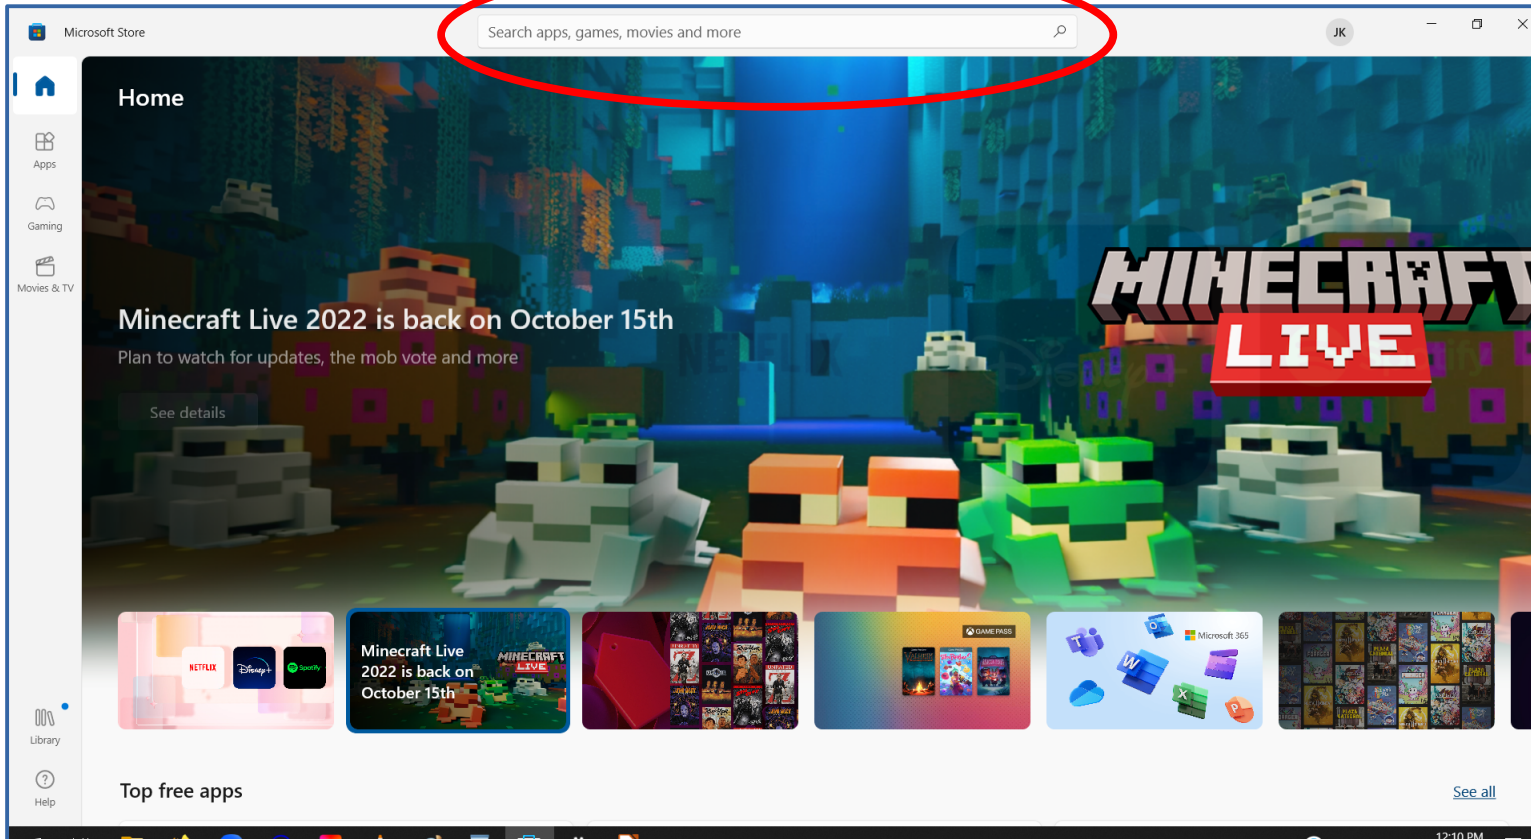 Microsoft Store
Search apps, games, movies and more
JK
Home
Apps
Gaming
Movies & TV
MINECRAFT
LIVE
Minecraft Live 2022 is back on October 15th
Plan to watch for updates, the mob vote and more
See details
NETFLIX
Disney+
Spotify
NETFLIX
Disney+
Spotify
Minecraft Live
2022 is back on
October 15th
MINECRAFT
LIVE
GAME PASS
Microsoft 365
Library
Help
Top free apps
See all
12:10 PM